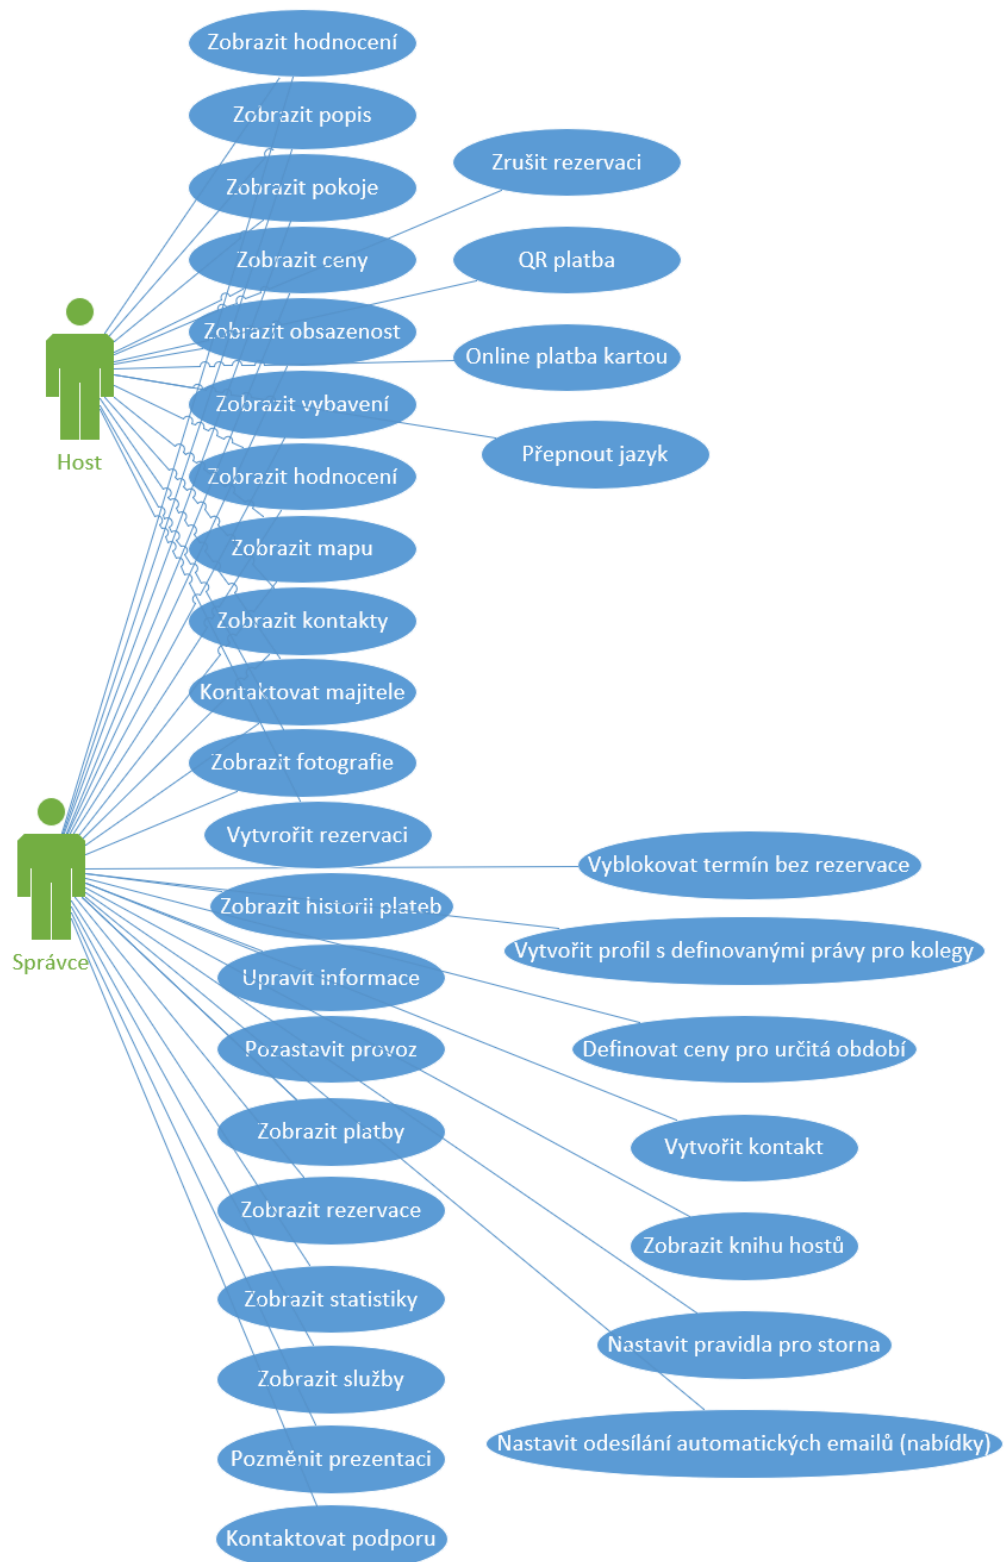 Zobrazit hodnocení
Zobrazit popis
Zobrazit pokoje
Zobrazit ceny
Zobrazit obsazenost
Zobrazit vybavení
Zobrazit hodnocení
Zobrazit mapu
Zobrazit kontakty
Kontaktovat majitele
Zobrazit fotografie
Vytvrořit rezervaci
Zrušit rezervaci
QR platba
Online platba kartou
Přepnout jazyk
Host
Správce
Zobrazit historii plateb
Upravít informace
Pozastavit provoz
Zobrazit platby
Zobrazit rezervace
Zobrazit statistiky
Zobrazit služby
Pozměnit prezentaci
Kontaktovat podporu
Vyblokovat termín bez rezervace
Vytvořit profil s definovanými právy pro kolegy
Definovat ceny pro určitá období
Vytvořit kontakt
Zobrazit knihu hostů
Nastavit pravidla pro storna
Nastavit odesílání automatických emailů (nabídky)